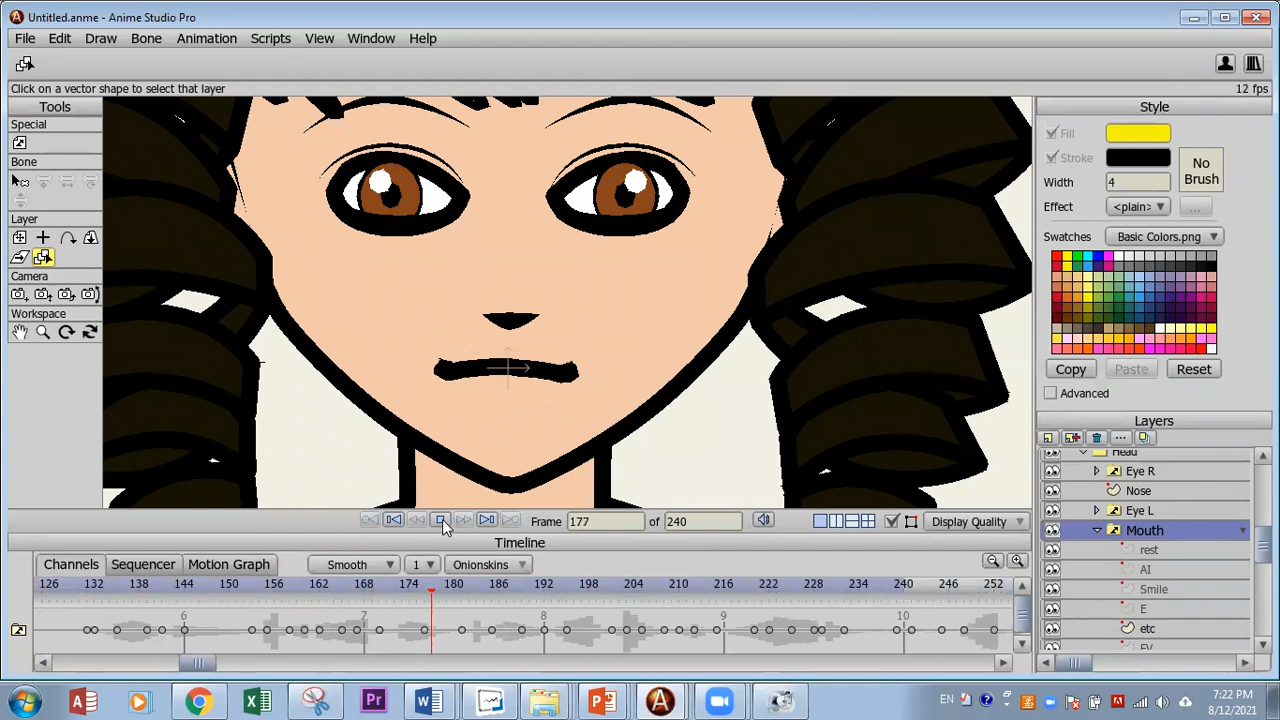 Untitled.anme - Anime Studio Pro
File Edit Draw Bone Animation Scripts View Window Help
Click on a vector shape to select that layer
12 fps
Tools
Special
Bone
Layer
Camera
Workspace
Style
Fill
Stroke
No Brush
Width 4
Effect <plain> ...
Swatches Basic Colors.png
Copy Paste Reset
Advanced
Layers
Head
Eye R
Nose
Eye L
Mouth
rest
AI
Smile
E
etc
FV
Frame 177 of 240
Display Quality
Timeline
Channels Sequencer Motion Graph Smooth 1 Onionskins
126 132 138 144 150 156 162 168 174 180 186 192 198 204 210 216 222 228 234 240 246 252
6 7 8 9 10
EN
7:22 PM
8/12/2021